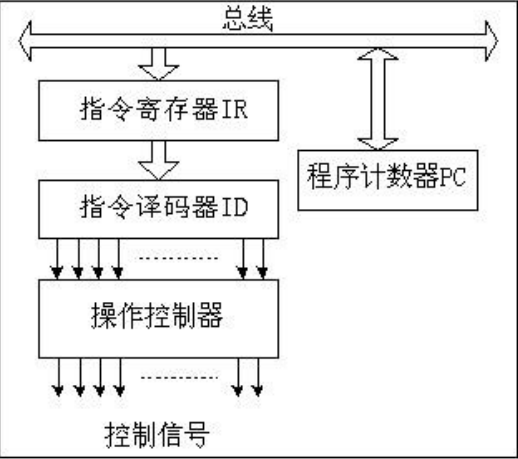 总线
指令寄存器IR
程序计数器PC
指令译码器ID
操作控制器
控制信号